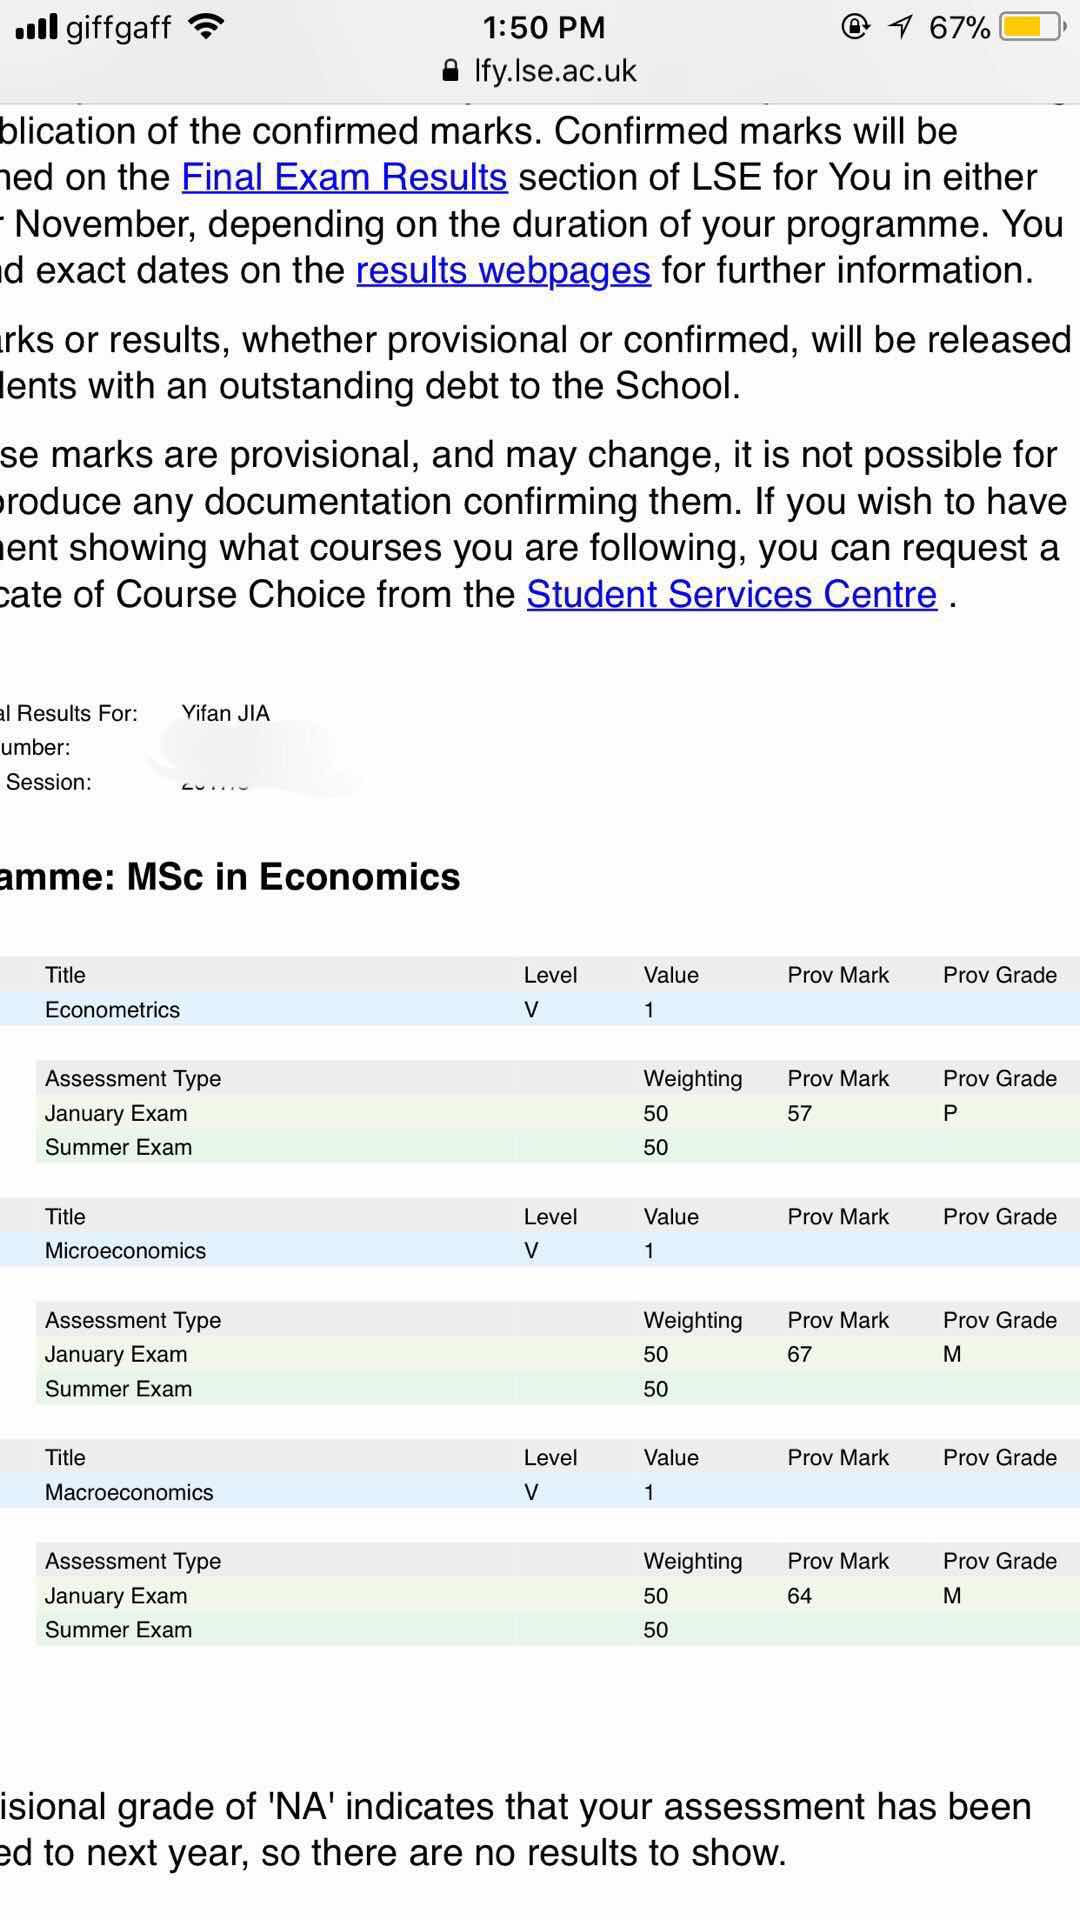 giffgaff 1:50 PM 67%
lfy.lse.ac.uk
blication of the confirmed marks. Confirmed marks will be
ned on the Final Exam Results section of LSE for You in either
r November, depending on the duration of your programme. You
nd exact dates on the results webpages for further information.
rks or results, whether provisional or confirmed, will be released
lents with an outstanding debt to the School.
se marks are provisional, and may change, it is not possible for
produce any documentation confirming them. If you wish to have
nent showing what courses you are following, you can request a
cate of Course Choice from the Student Services Centre .
al Results For: Yifan JIA
umber:
Session:
amme: MSc in Economics
Title Level Value Prov Mark Prov Grade
Econometrics V 1
Assessment Type Weighting Prov Mark Prov Grade
January Exam 50 57 P
Summer Exam 50
Title Level Value Prov Mark Prov Grade
Microeconomics V 1
Assessment Type Weighting Prov Mark Prov Grade
January Exam 50 67 M
Summer Exam 50
Title Level Value Prov Mark Prov Grade
Macroeconomics V 1
Assessment Type Weighting Prov Mark Prov Grade
January Exam 50 64 M
Summer Exam 50
isional grade of 'NA' indicates that your assessment has been
ed to next year, so there are no results to show.